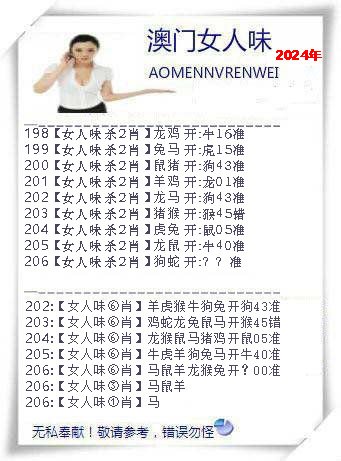 澳门女人味
2024年
AOMENNVRENWEI
198【女人味杀2肖】龙鸡 开:牛16准
199【女人味杀2肖】兔马 开:虎15准
200【女人味杀2肖】鼠猪 开:狗43准
201【女人味杀2肖】羊鸡 开:龙01准
202【女人味杀2肖】龙马 开:狗43准
203【女人味杀2肖】猪猴 开:猴45错
204【女人味杀2肖】虎兔 开:鼠05准
205【女人味杀2肖】龙鼠 开:牛40准
206【女人味杀2肖】狗蛇 开:？？准
202:【女人味⑥肖】羊虎猴牛狗兔开狗43准
203:【女人味⑥肖】鸡蛇龙兔鼠马开猴45错
204:【女人味⑥肖】龙猴鼠马猪鸡开鼠05准
205:【女人味⑥肖】牛虎羊狗兔马开牛40准
206:【女人味⑥肖】马鼠羊龙猴兔开？00准
206:【女人味③肖】马鼠羊
206:【女人味①肖】马
无私奉献！敬请参考，错误勿怪